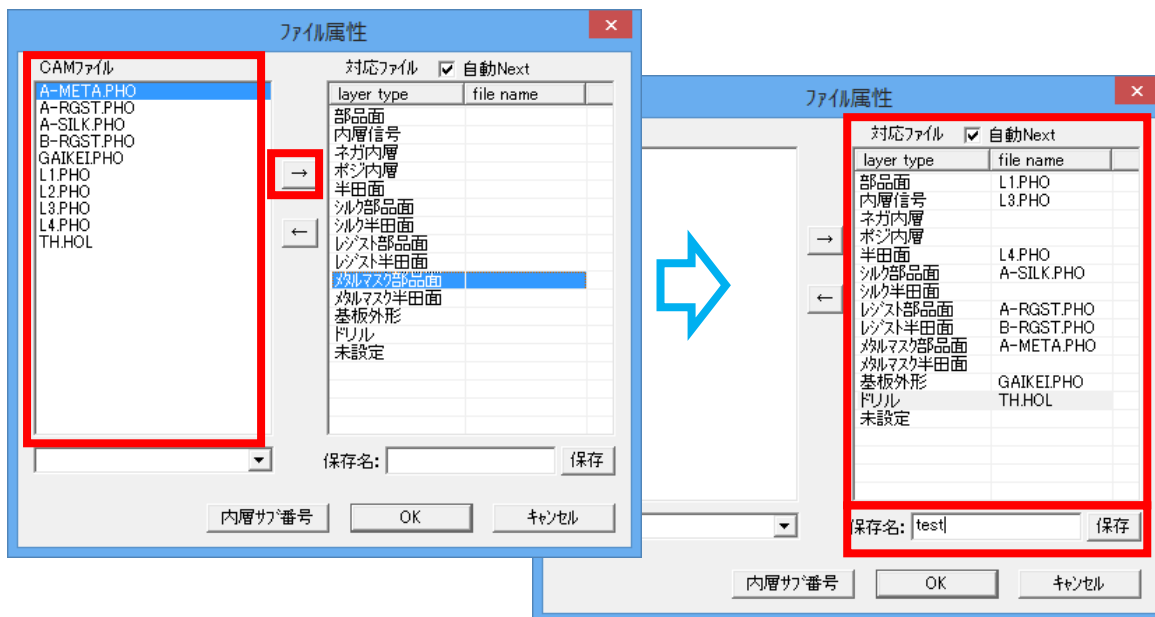 ファイル属性
CAMファイル
対応ファイル 自動Next
A-META.PHO
A-RGST.PHO
A-SILK.PHO
B-RGST.PHO
GAIKEI.PHO
L1.PHO
L2.PHO
L3.PHO
L4.PHO
TH.HOL
→
←
layer type file name
部品面
内層信号
ネガ内層
ポジ内層
半田面
シルク部品面
シルク半田面
レジスト部品面
レジスト半田面
メタルマスク部品面
メタルマスク半田面
基板外形
ドリル
未設定
保存名: 保存
内層サブ番号 OK キャンセル
ファイル属性
対応ファイル 自動Next
→
←
layer type file name
部品面 L1.PHO
内層信号 L3.PHO
ネガ内層
ポジ内層
半田面 L4.PHO
シルク部品面 A-SILK.PHO
シルク半田面
レジスト部品面 A-RGST.PHO
レジスト半田面 B-RGST.PHO
メタルマスク部品面 A-META.PHO
メタルマスク半田面
基板外形 GAIKEI.PHO
ドリル TH.HOL
未設定
保存名: test 保存
内層サブ番号 OK キャンセル